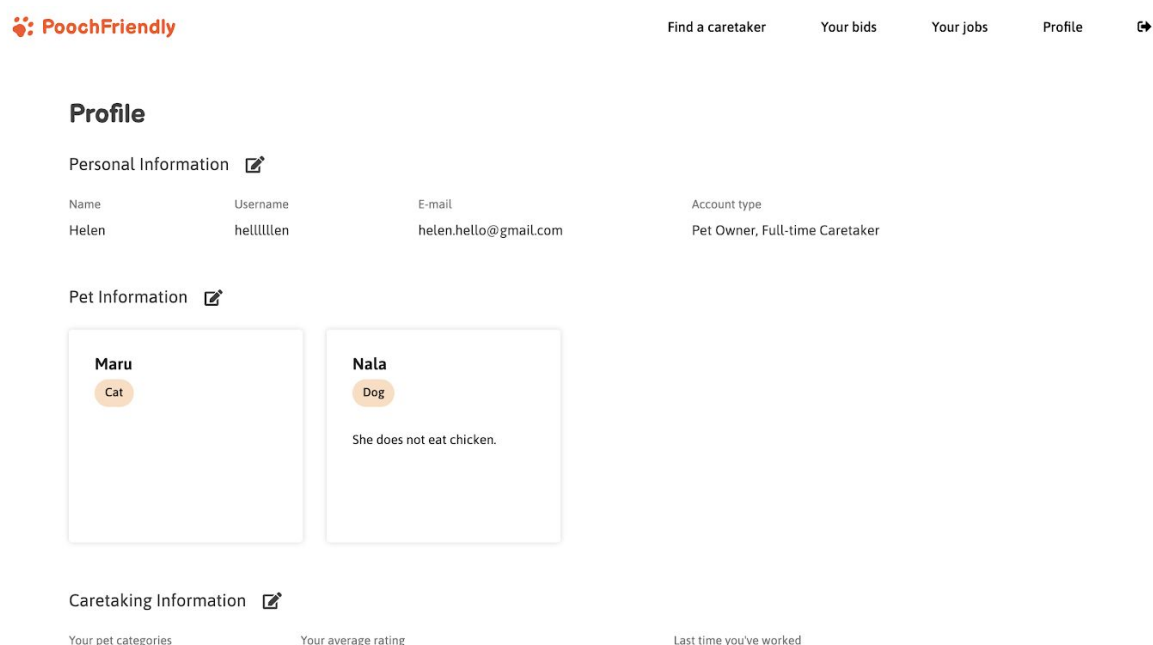 PoochFriendly
Find a caretaker Your bids Your jobs Profile
Profile
Personal Information
Name Username E-mail Account type
Helen hellllllen helen.hello@gmail.com Pet Owner, Full-time Caretaker
Pet Information
Maru Nala
Cat Dog
She does not eat chicken.
Caretaking Information
Your pet categories Your average rating Last time you've worked